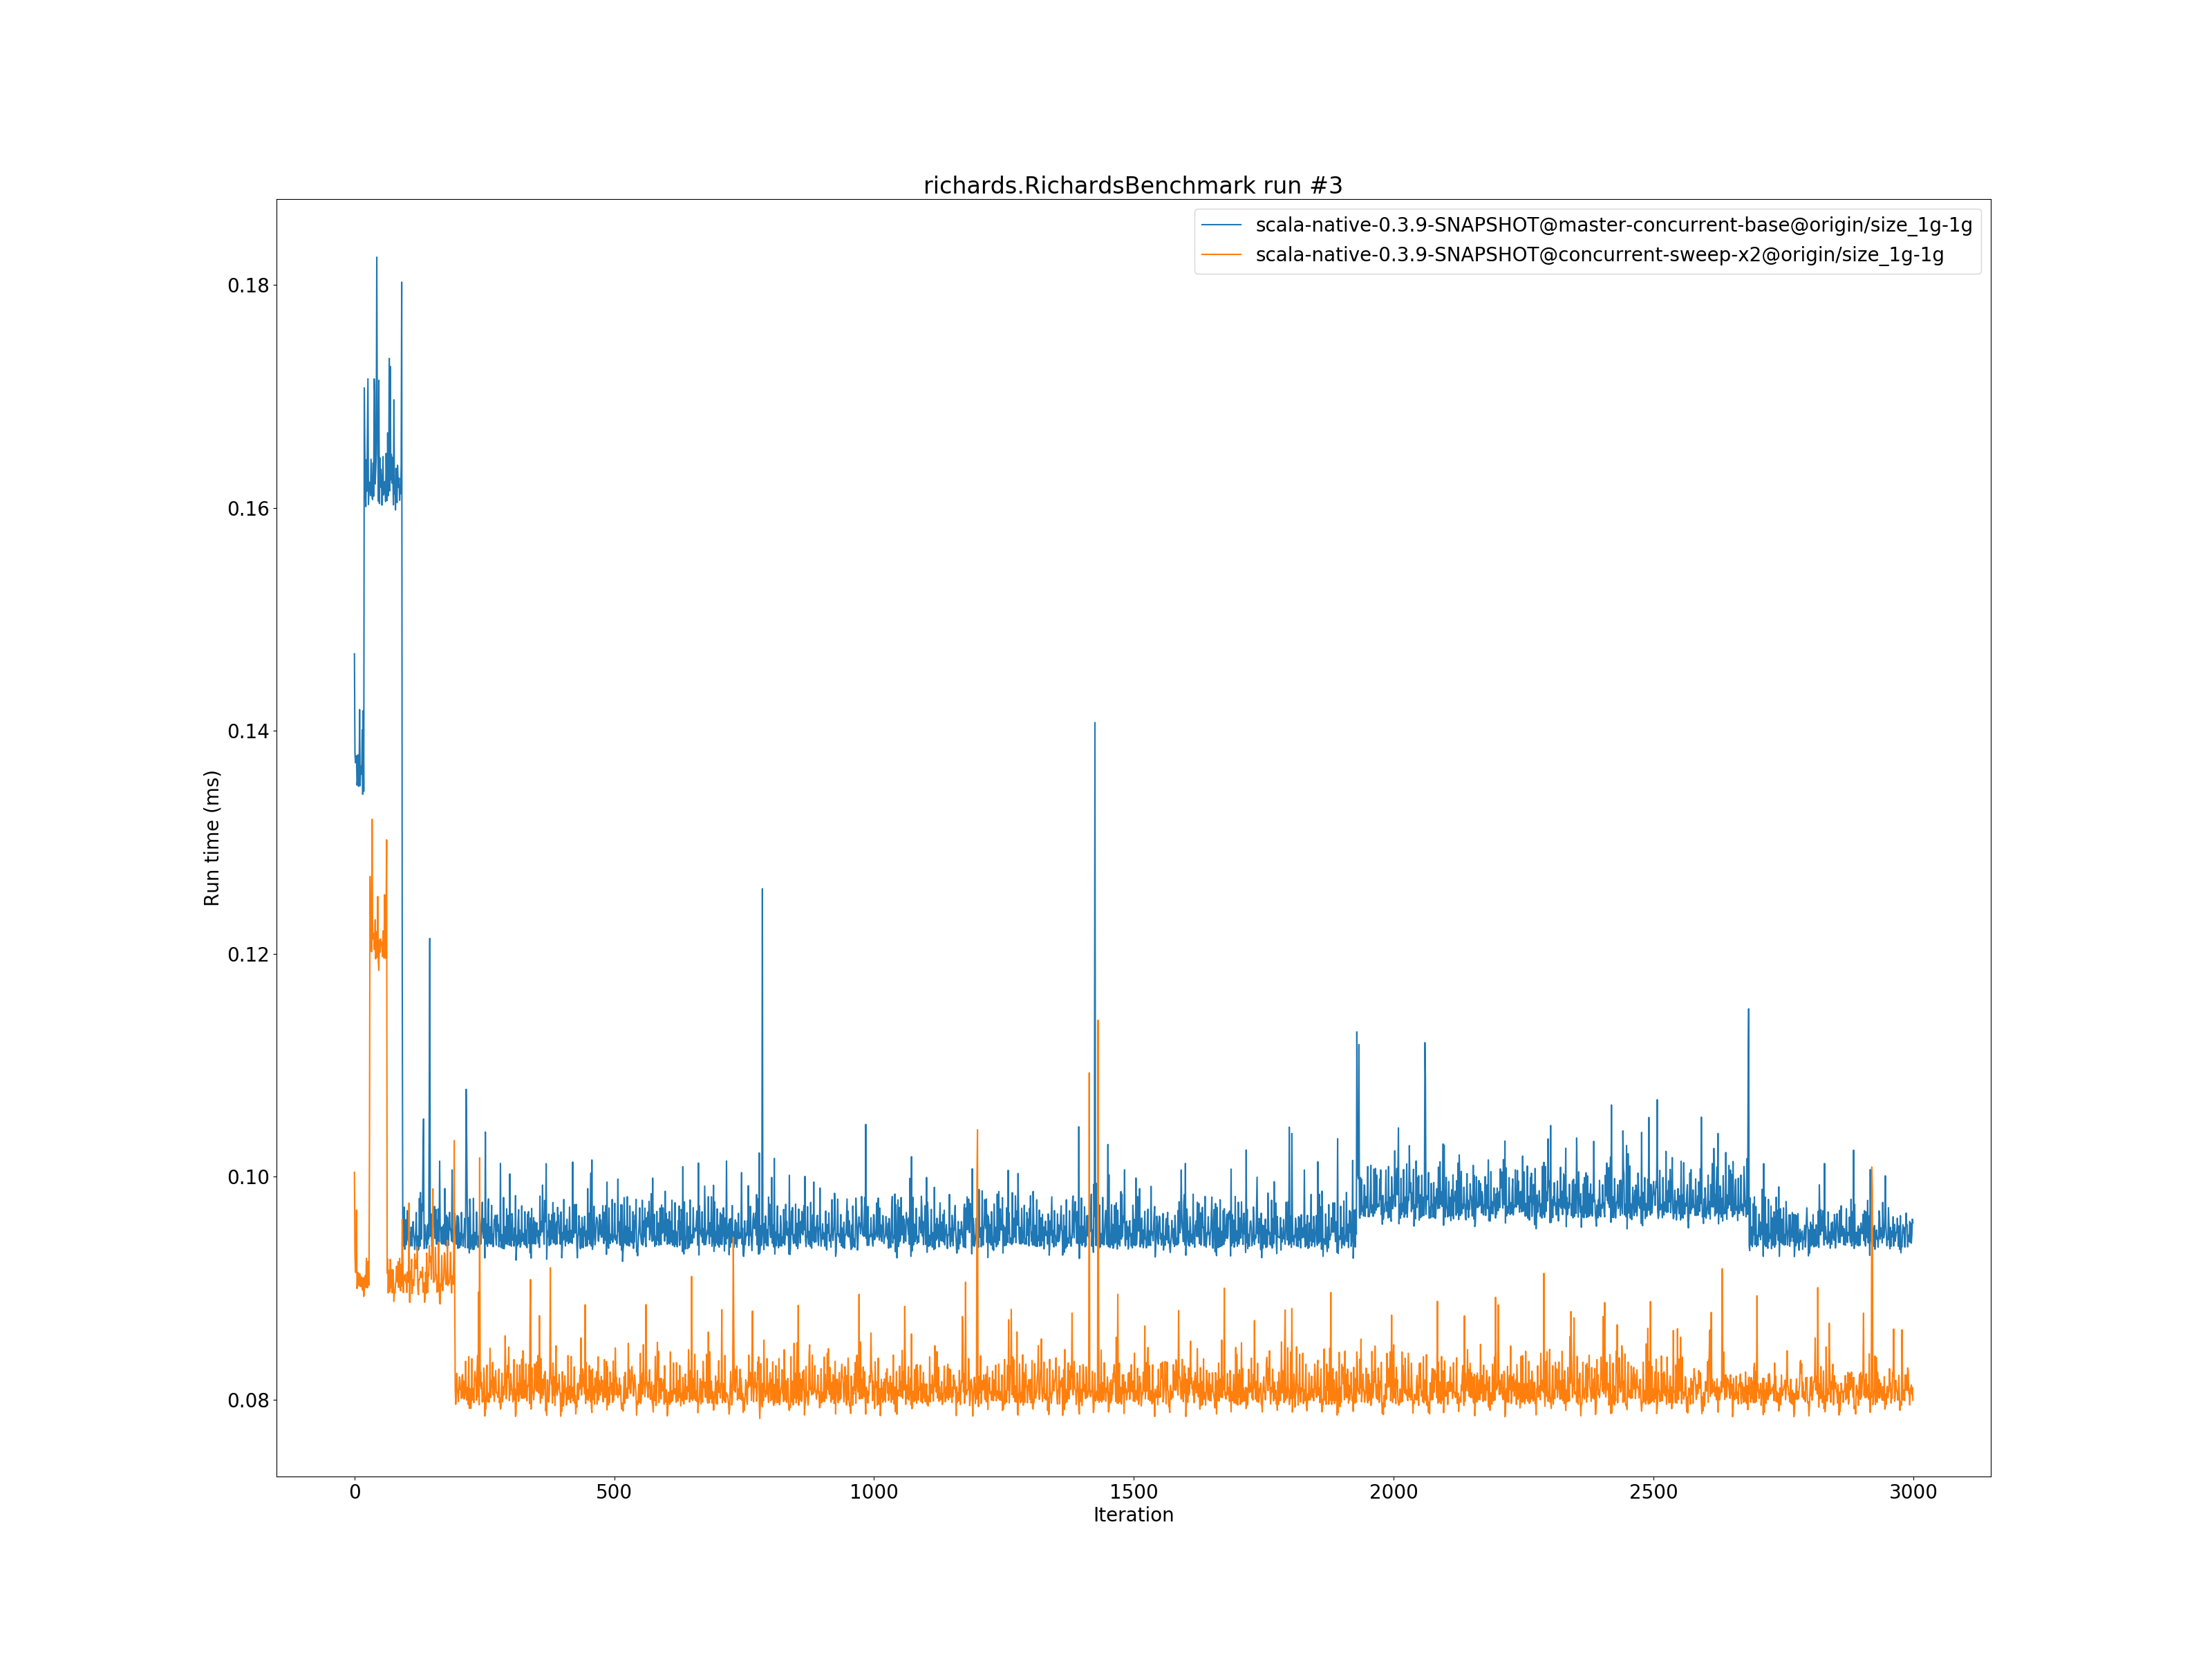 richards.RichardsBenchmark run #3
scala-native-0.3.9-SNAPSHOT@master-concurrent-base@origin/size_1g-1g
scala-native-0.3.9-SNAPSHOT@concurrent-sweep-x2@origin/size_1g-1g
0.18
0.16
0.14
0.12
0.10
0.08
Run time (ms)
0 500 1000 1500 2000 2500 3000
Iteration